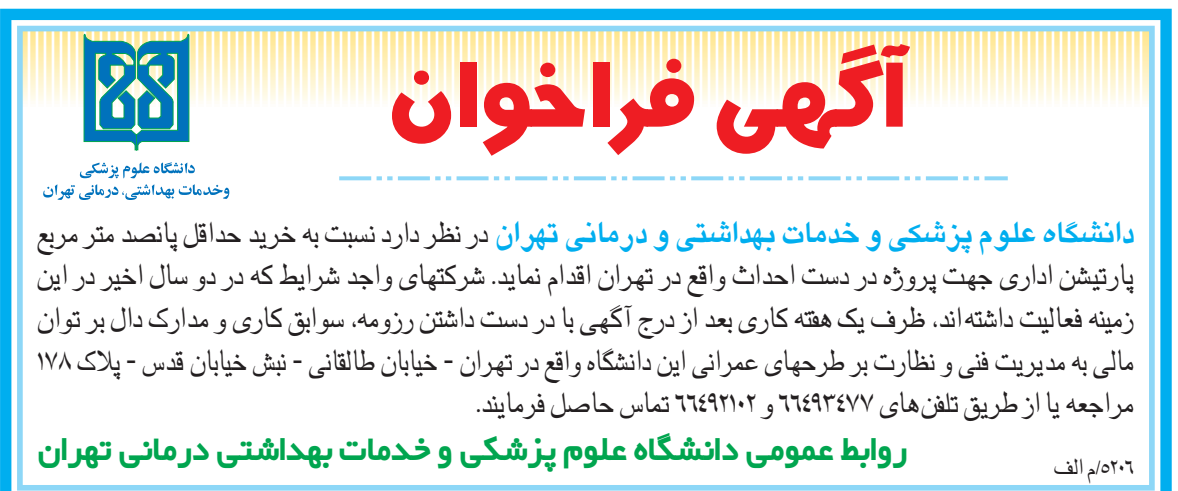 آگهی فراخوان
دانشگاه علوم پزشکی
وخدمات بهداشتی، درمانی تهران
دانشگاه علوم پزشکی و خدمات بهداشتی و درمانی تهران در نظر دارد نسبت به خرید حداقل پانصد متر مربع
پارتیشن اداری جهت پروژه در دست احداث واقع در تهران اقدام نماید. شرکتهای واجد شرایط که در دو سال اخیر در این
زمینه فعالیت داشته‌اند، ظرف یک هفته کاری بعد از درج آگهی با در دست داشتن رزومه، سوابق کاری و مدارک دال بر توان
مالی به مدیریت فنی و نظارت بر طرحهای عمرانی این دانشگاه واقع در تهران - خیابان طالقانی - نبش خیابان قدس - پلاک ۱۷۸
مراجعه یا از طریق تلفن‌های ۶۶۴۹۳۴۷۷ و ۶۶۴۹۲۱۰۲ تماس حاصل فرمایند.
روابط عمومی دانشگاه علوم پزشکی و خدمات بهداشتی درمانی تهران
۵۲۰۶/م الف